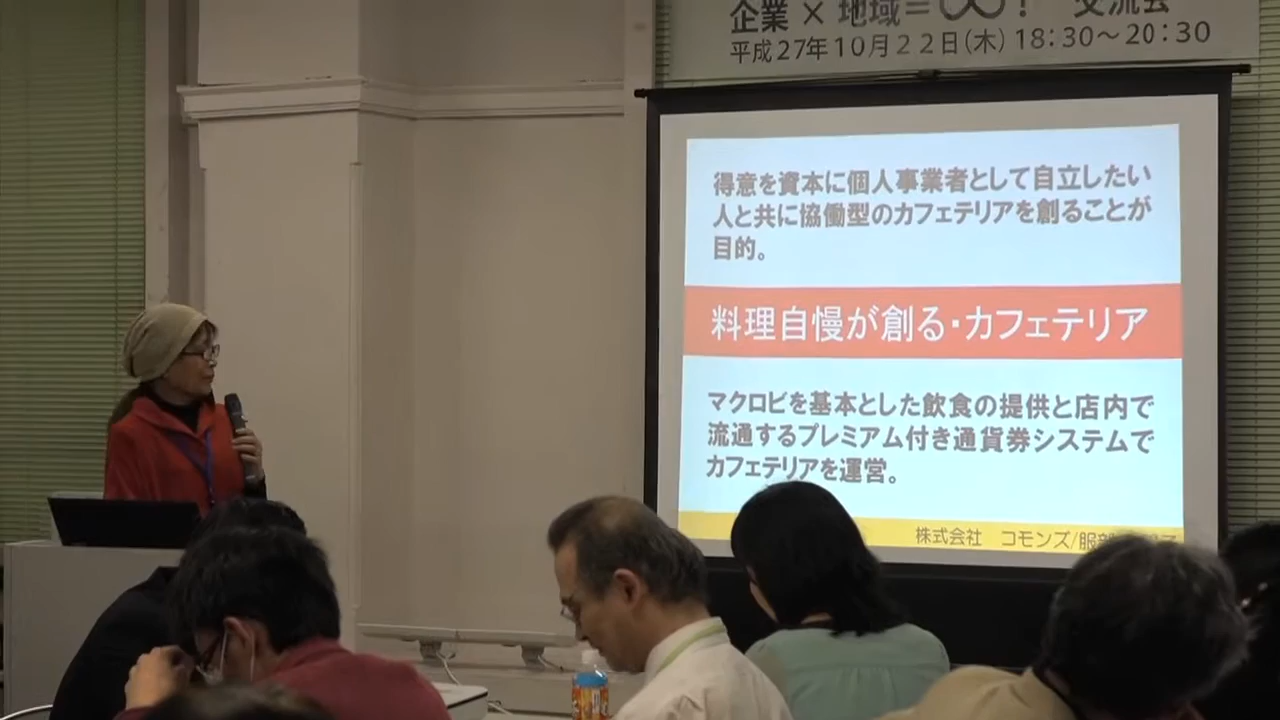 企業 × 地域=∞! 交流会
平成27年10月22日(木)18:30～20:30
得意を資本に個人事業者として自立したい
人と共に協働型のカフェテリアを創ることが
目的。
料理自慢が創る・カフェテリア
マクロビを基本とした飲食の提供と店内で
流通するプレミアム付き通貨券システムで
カフェテリアを運営。
株式会社 コモンズ/服部